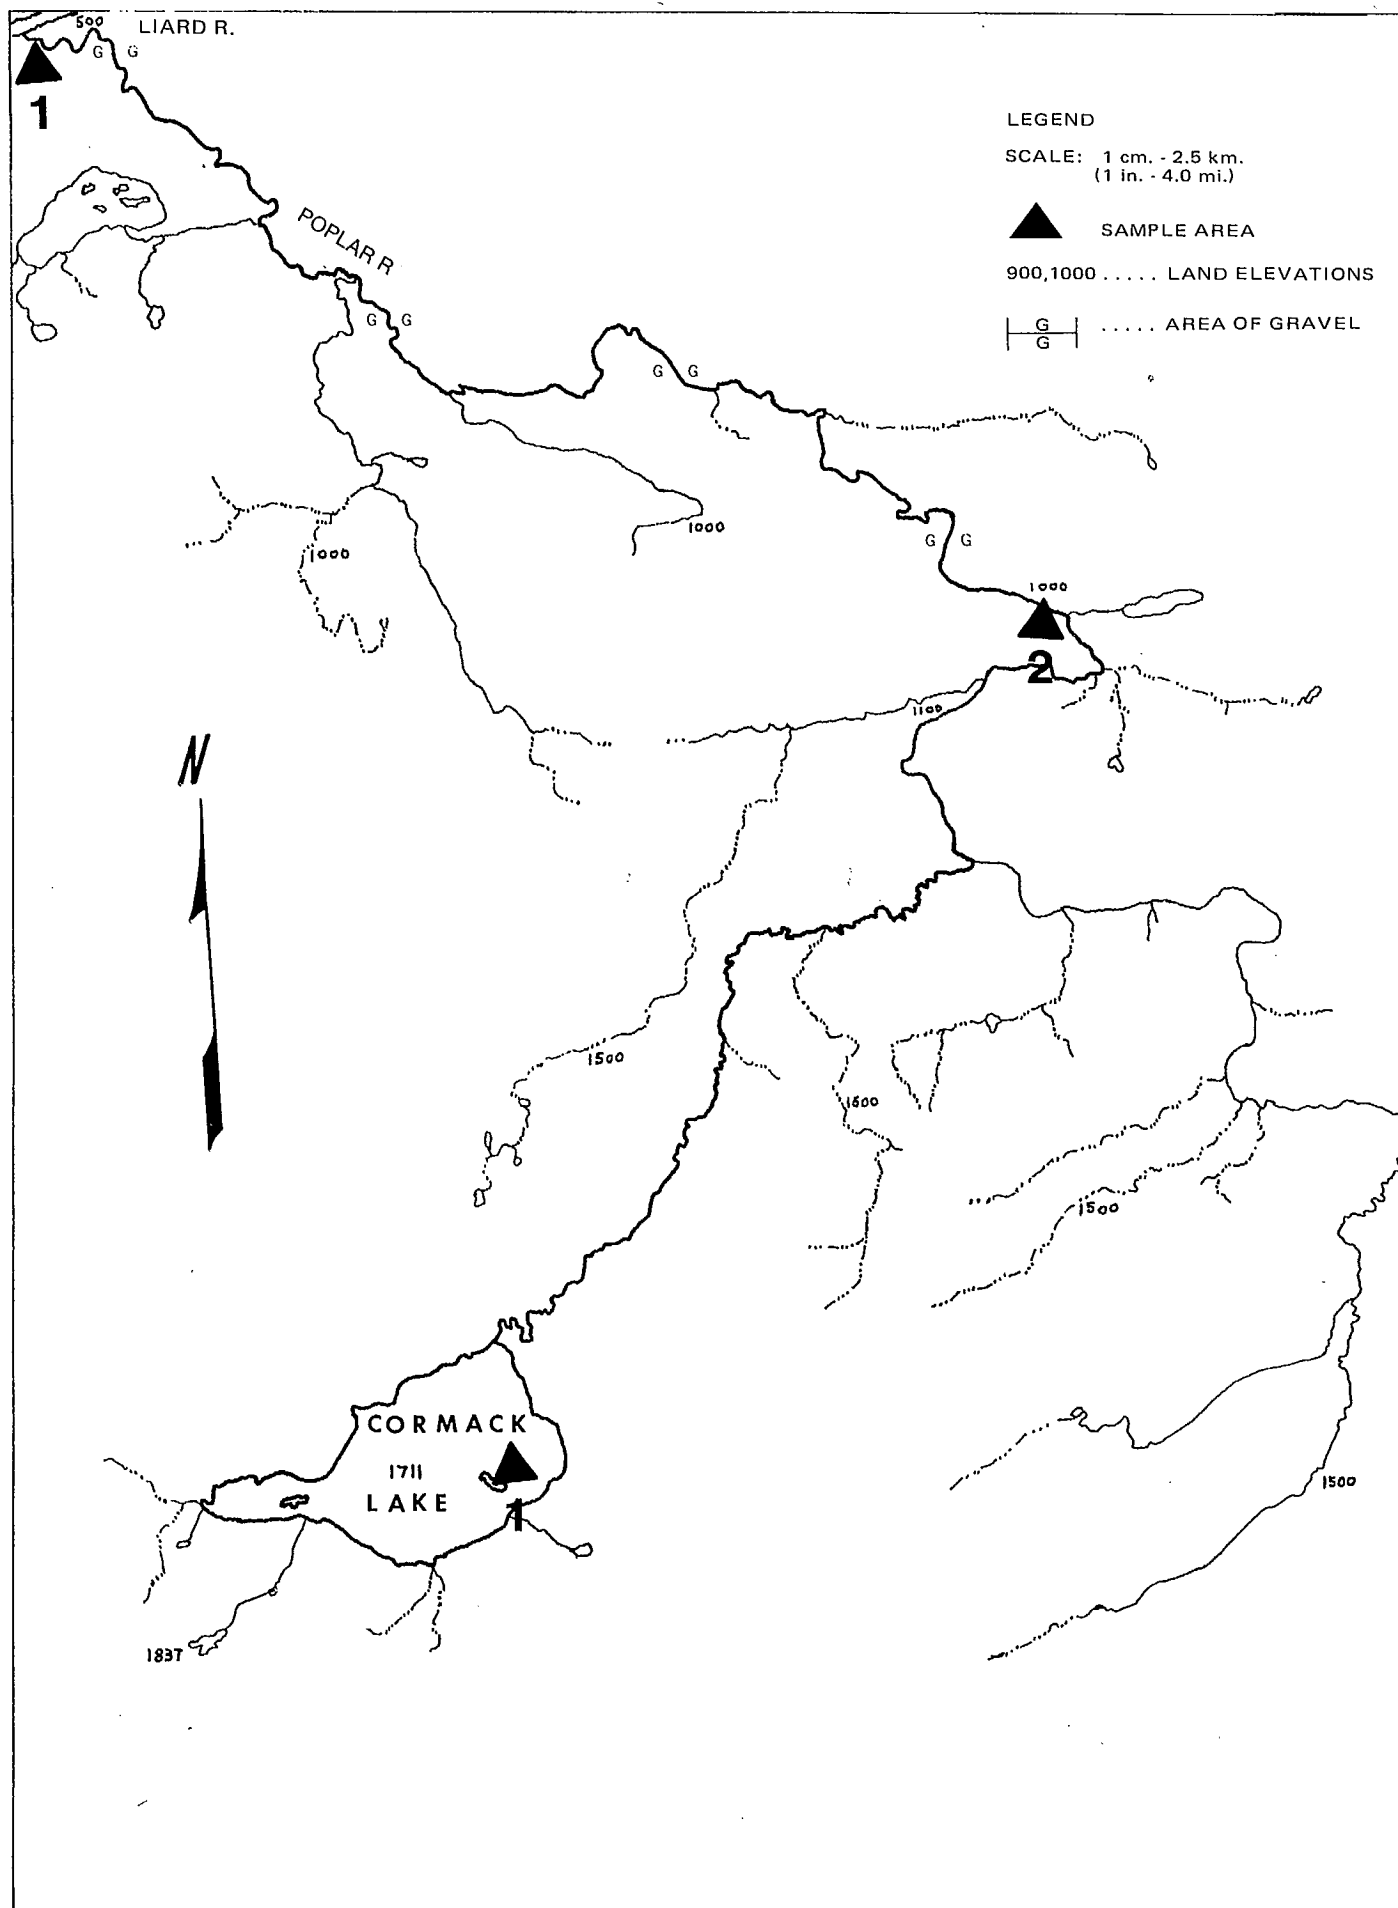 500
LIARD R.
G G
1
LEGEND
SCALE: 1 cm. - 2.5 km.
(1 in. - 4.0 mi.)
SAMPLE AREA
900,1000 ..... LAND ELEVATIONS
G
G
..... AREA OF GRAVEL
POPLAR R
G G
G G
1000
G G
1000
1000
2
1100
N
1500
1500
1500
CORMACK
1711
LAKE
1
1500
1837